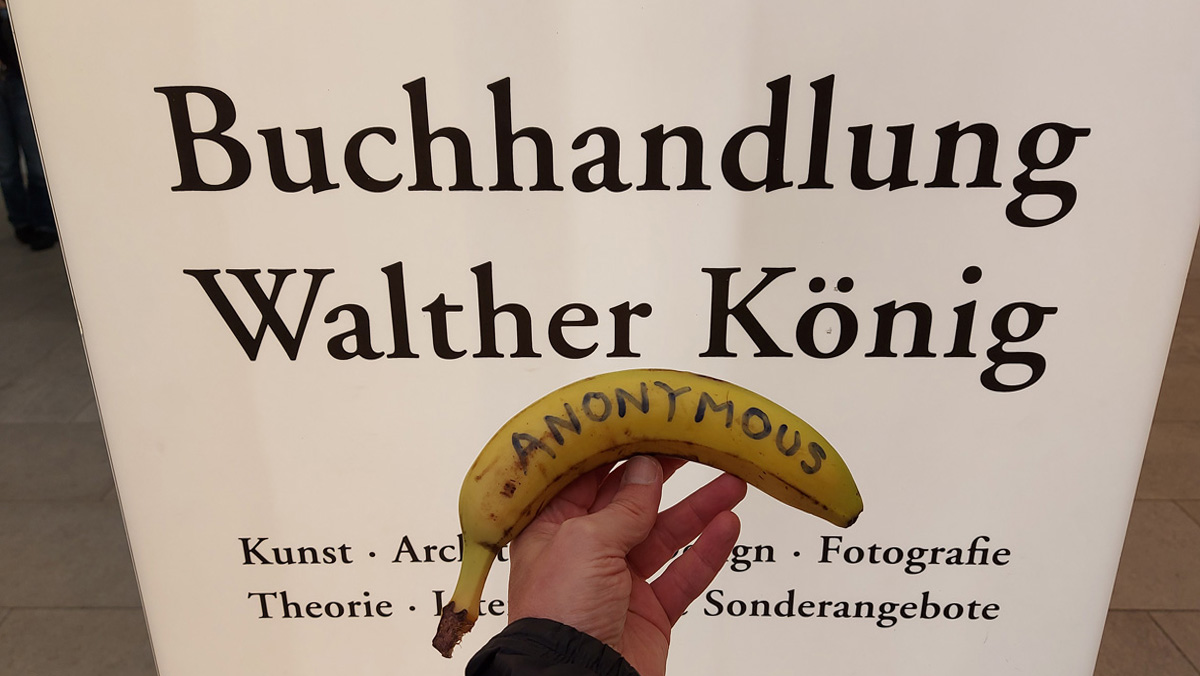 Buchhandlung
Walther König
ANONYMOUS
Kunst · · Fotografie
Theorie · Sonderangebote